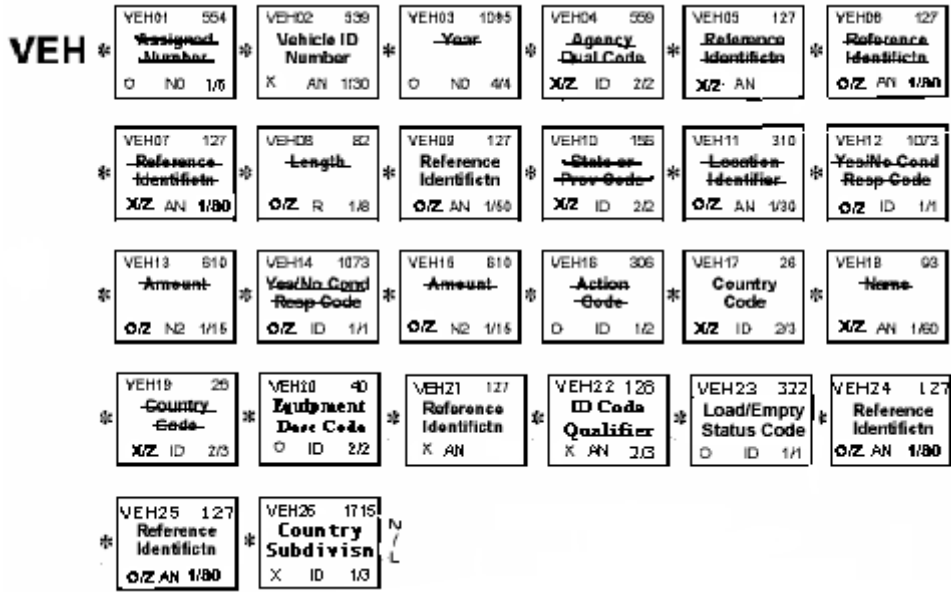 VEH * VEH01 554 * VEH02 539 * VEH03 1095 * VEH04 559 * VEH05 127 * VEH06 127
Assigned Number Vehicle ID Number Year Agency Qual Code Reference Identifictn Reference Identifictn
O N0 1/6 X AN 1/30 O N0 4/4 X/Z ID 2/2 X/Z AN O/Z AN 1/80
* VEH07 127 * VEH08 82 * VEH09 127 * VEH10 156 * VEH11 310 * VEH12 1073
Reference Identifictn Length Reference Identifictn State or Prov Code Location Identifier Yes/No Cond Resp Code
X/Z AN 1/80 O/Z R 1/8 O/Z AN 1/50 X/Z ID 2/2 O/Z AN 1/30 O/Z ID 1/1
* VEH13 610 * VEH14 1073 * VEH15 610 * VEH16 306 * VEH17 26 * VEH18 93
Amount Yes/No Cond Resp Code Amount Action Code Country Code Name
O/Z N2 1/15 O/Z ID 1/1 O/Z N2 1/15 O ID 1/2 X/Z ID 2/3 X/Z AN 1/60
* VEH19 26 * VEH20 40 * VEH21 127 * VEH22 128 * VEH23 322 * VEH24 127
Country Code Equipment Desc Code Reference Identifictn ID Code Qualifier Load/Empty Status Code Reference Identifictn
X/Z ID 2/3 O ID 2/2 X AN X AN 2/3 O ID 1/1 O/Z AN 1/80
* VEH25 127 * VEH26 1715 N/L
Reference Identifictn Country Subdivisn
O/Z AN 1/80 X ID 1/3